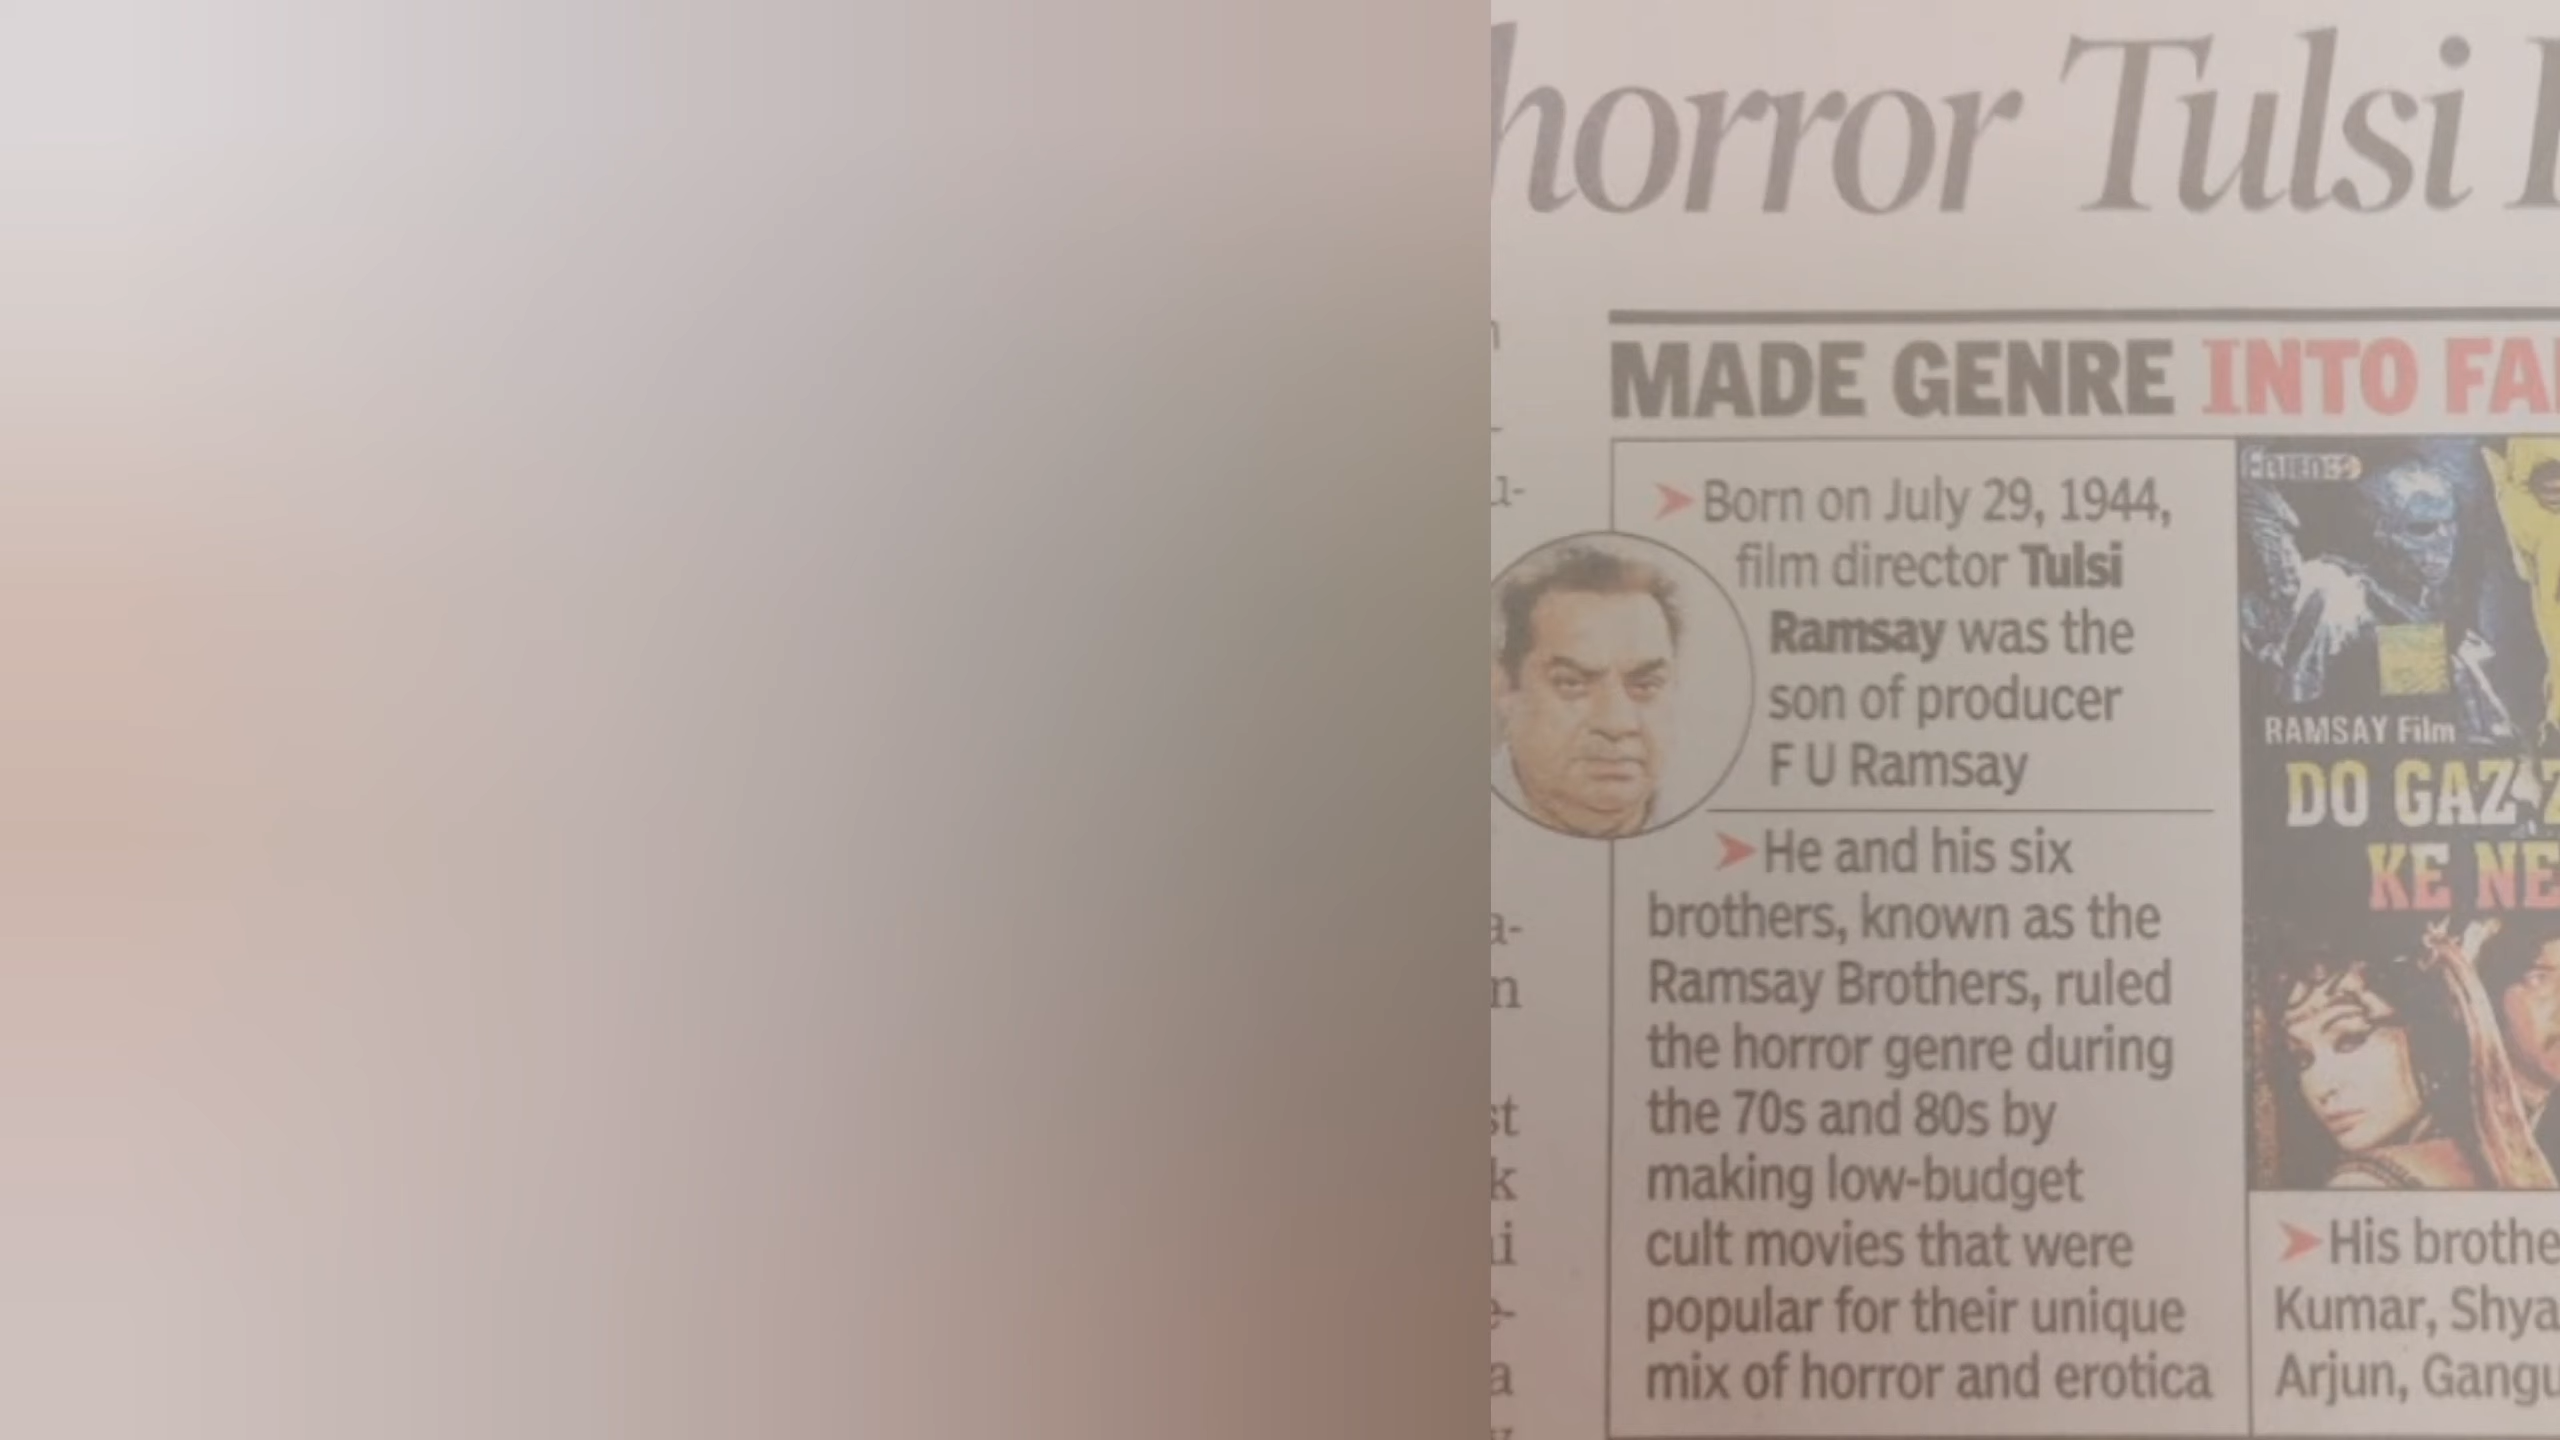 horror Tulsi
MADE GENRE INTO
Born on July 29, 1944,
film director Tulsi
Ramsay was the
son of producer
F U Ramsay
He and his six
brothers, known as the
Ramsay Brothers, ruled
the horror genre during
the 70s and 80s by
making low-budget
cult movies that were
popular for their unique
mix of horror and erotica
RAMSAY Film
DO GAZ
KE
His
Kumar,
Arjun,